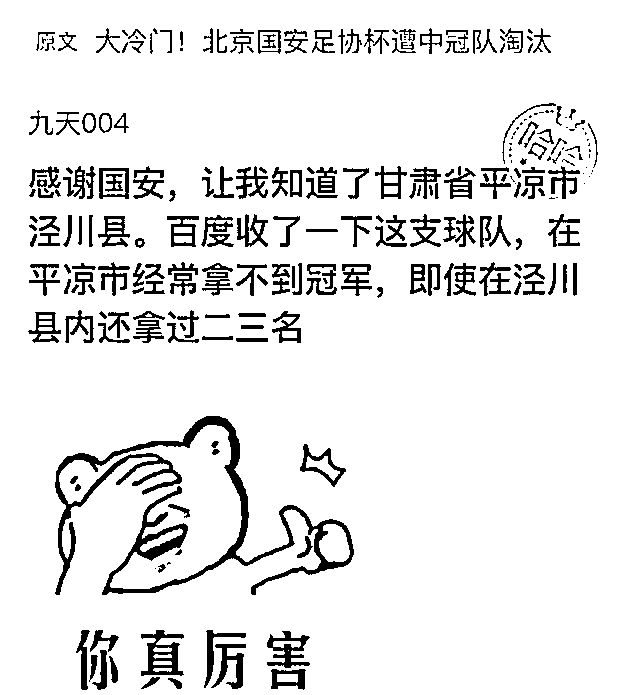 原文 大冷门！北京国安足协杯遭中冠队淘汰
九天004
哈哈
感谢国安，让我知道了甘肃省平凉市
泾川县。百度收了一下这支球队，在
平凉市经常拿不到冠军，即使在泾川
县内还拿过二三名
你真厉害